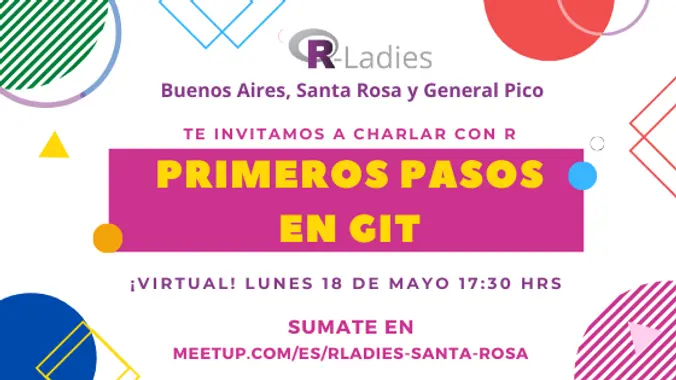 R-Ladies
Buenos Aires, Santa Rosa y General Pico
TE INVITAMOS A CHARLAR CON R
PRIMEROS PASOS
EN GIT
¡VIRTUAL! LUNES 18 DE MAYO 17:30 HRS
SUMATE EN
MEETUP.COM/ES/RLADIES-SANTA-ROSA